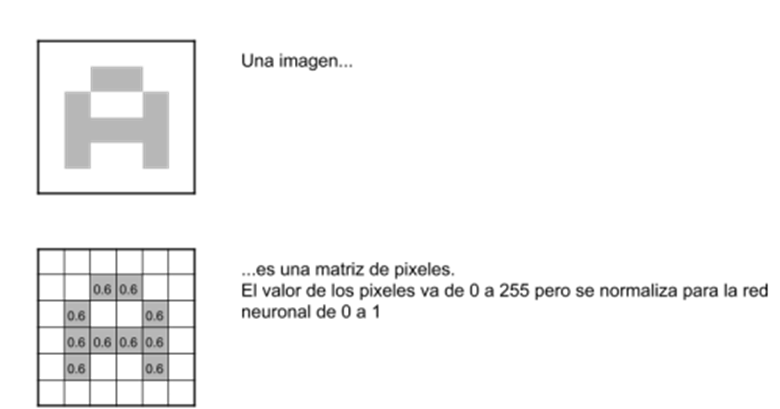 Una imagen...
...es una matriz de pixeles.
El valor de los pixeles va de 0 a 255 pero se normaliza para la red
neuronal de 0 a 1
0.6 0.6
0.6 0.6
0.6 0.6 0.6 0.6
0.6 0.6